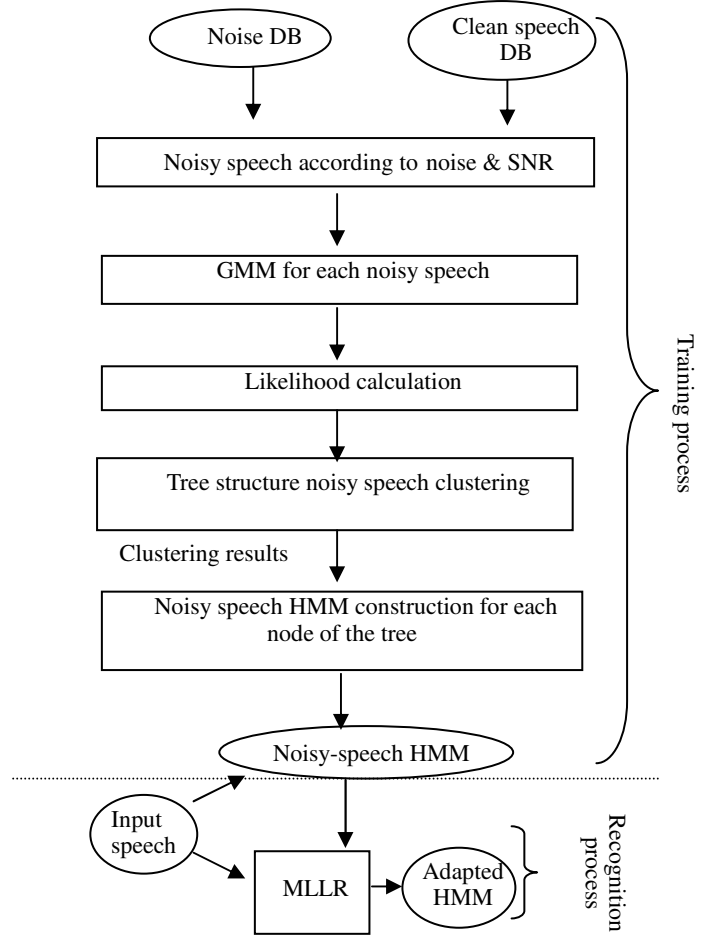 Noise DB
Clean speech
DB
Noisy speech according to noise & SNR
GMM for each noisy speech
Likelihood calculation
Tree structure noisy speech clustering
Clustering results
Noisy speech HMM construction for each
node of the tree
Noisy-speech HMM
Training process
Input
speech
MLLR
Adapted
HMM
Recognition
process